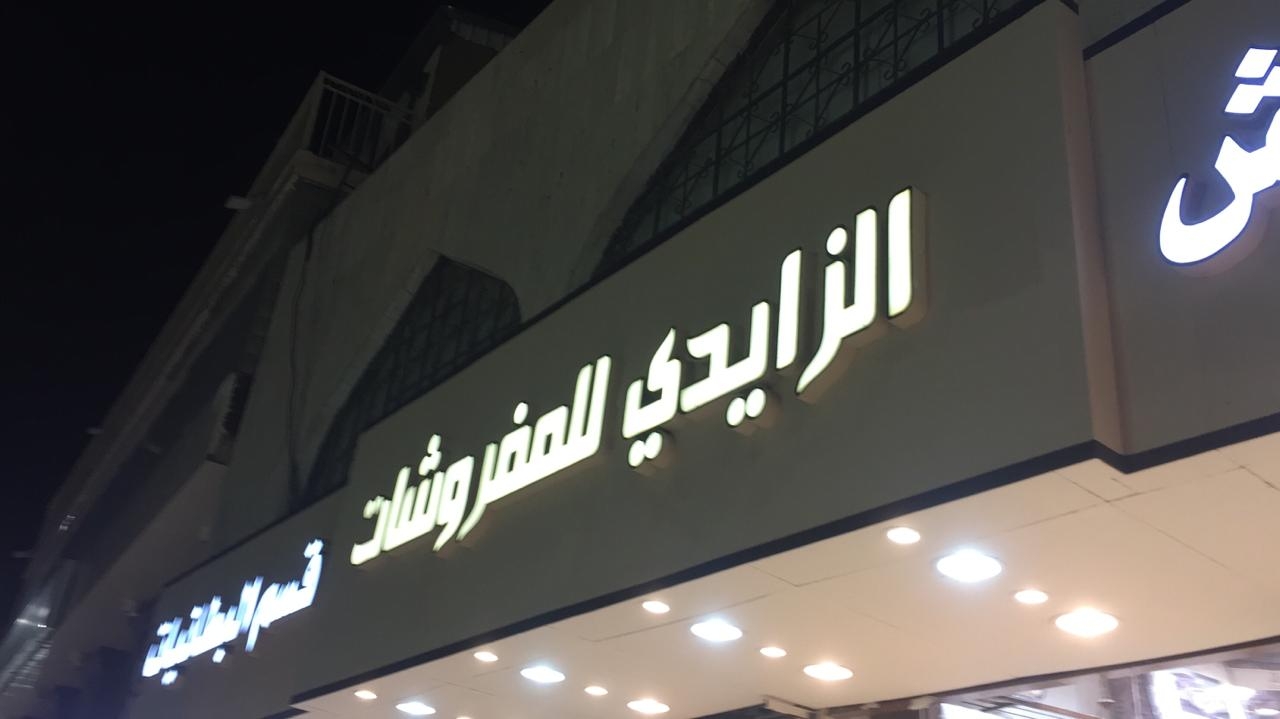 الزايدي للمفروشات
قسم البطانيات